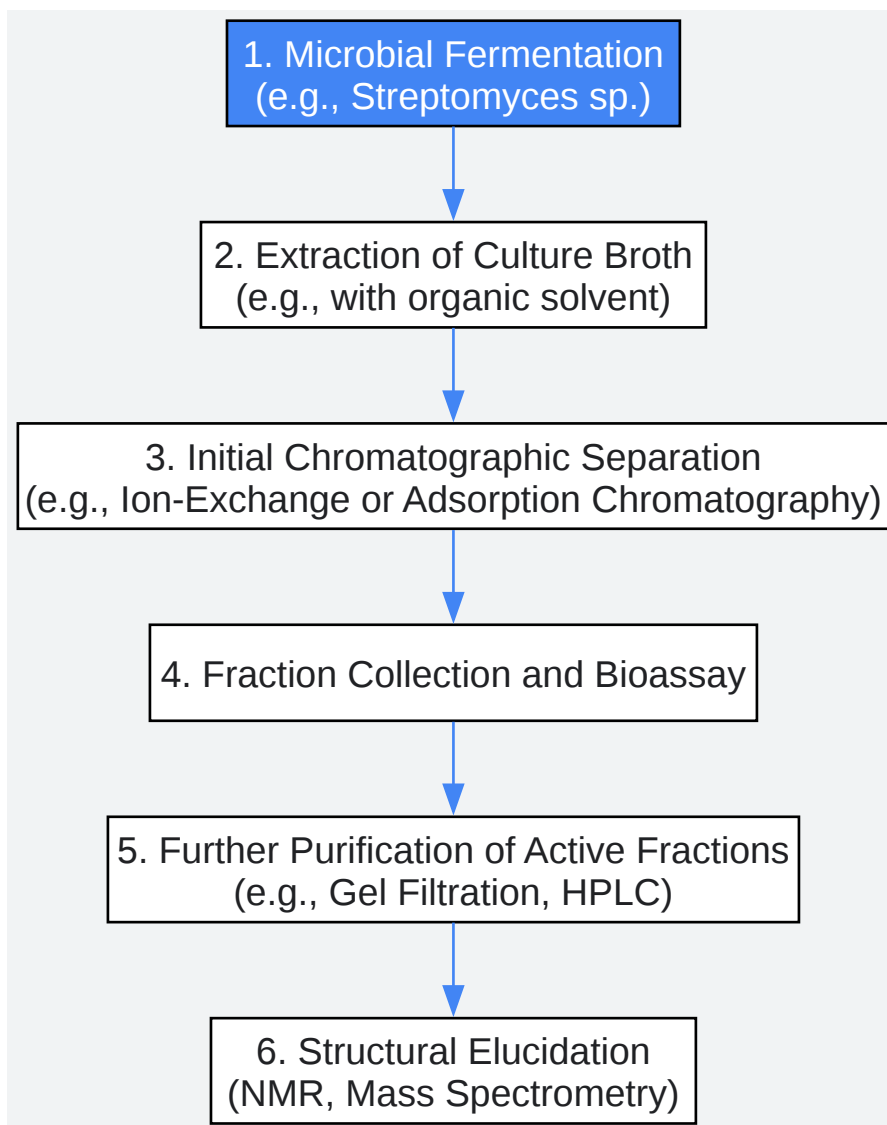 1. Microbial Fermentation
(e.g., Streptomyces sp.)
2. Extraction of Culture Broth
(e.g., with organic solvent)
3. Initial Chromatographic Separation
(e.g., Ion-Exchange or Adsorption Chromatography)
4. Fraction Collection and Bioassay
5. Further Purification of Active Fractions
(e.g., Gel Filtration, HPLC)
6. Structural Elucidation
(NMR, Mass Spectrometry)